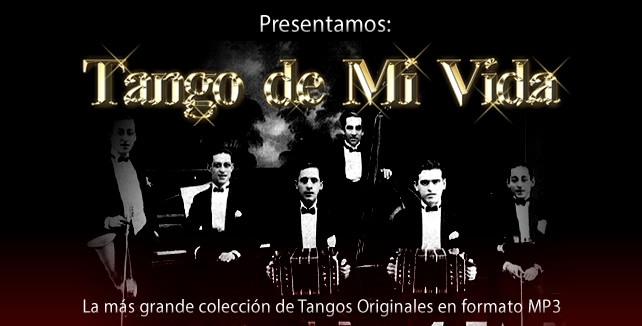 Presentamos:
Tango de Mi Vida
La más grande colección de Tangos Originales en formato MP3